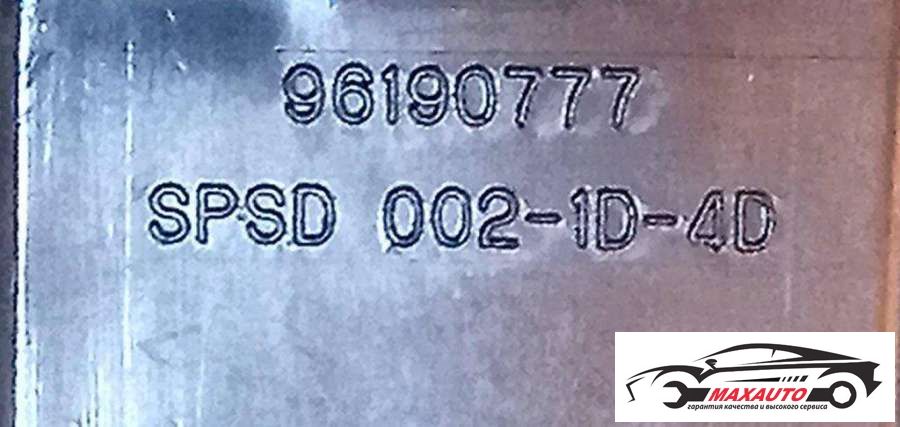 96190777
SPSD 002-1D-4D
MAXAUTO
гарантия качества и высокого сервиса